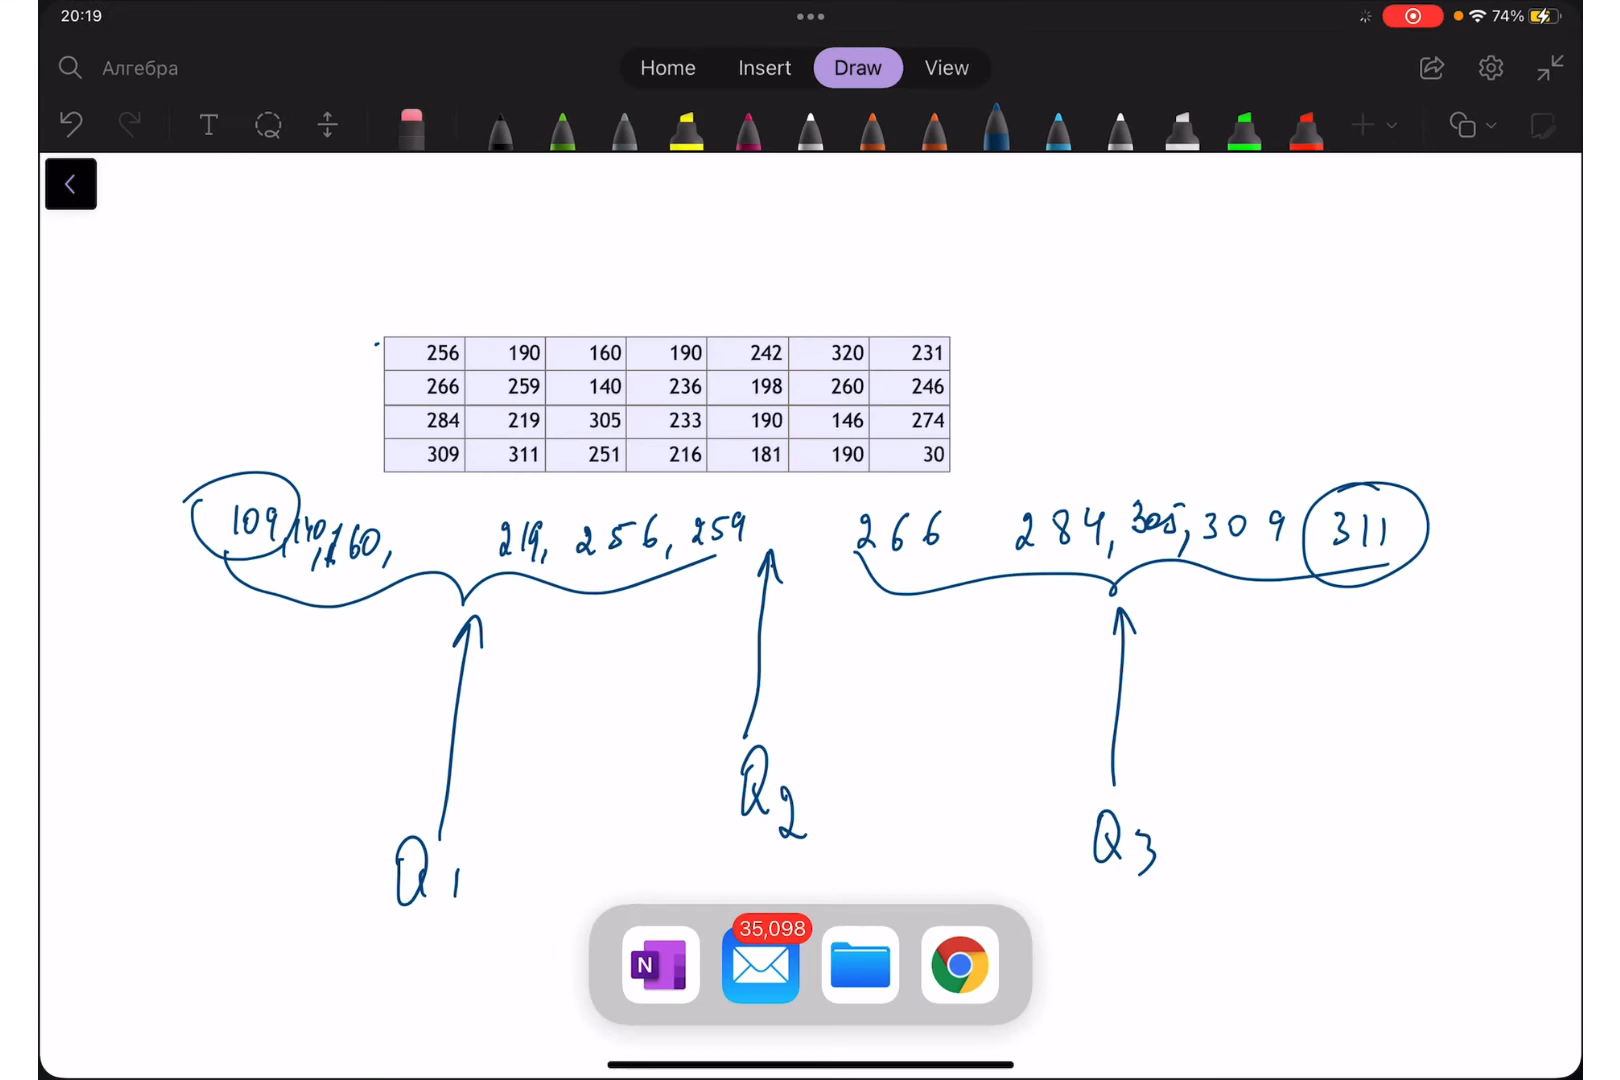 20:19
74%
Алгебра
Home Insert Draw View
T
256 190 160 190 242 320 231
266 259 140 236 198 260 246
284 219 305 233 190 146 274
309 311 251 216 181 190 30
109, 140, 160, 219, 256, 259 266 284, 305, 309 311
Q2
Q3
Q1
35,098
N